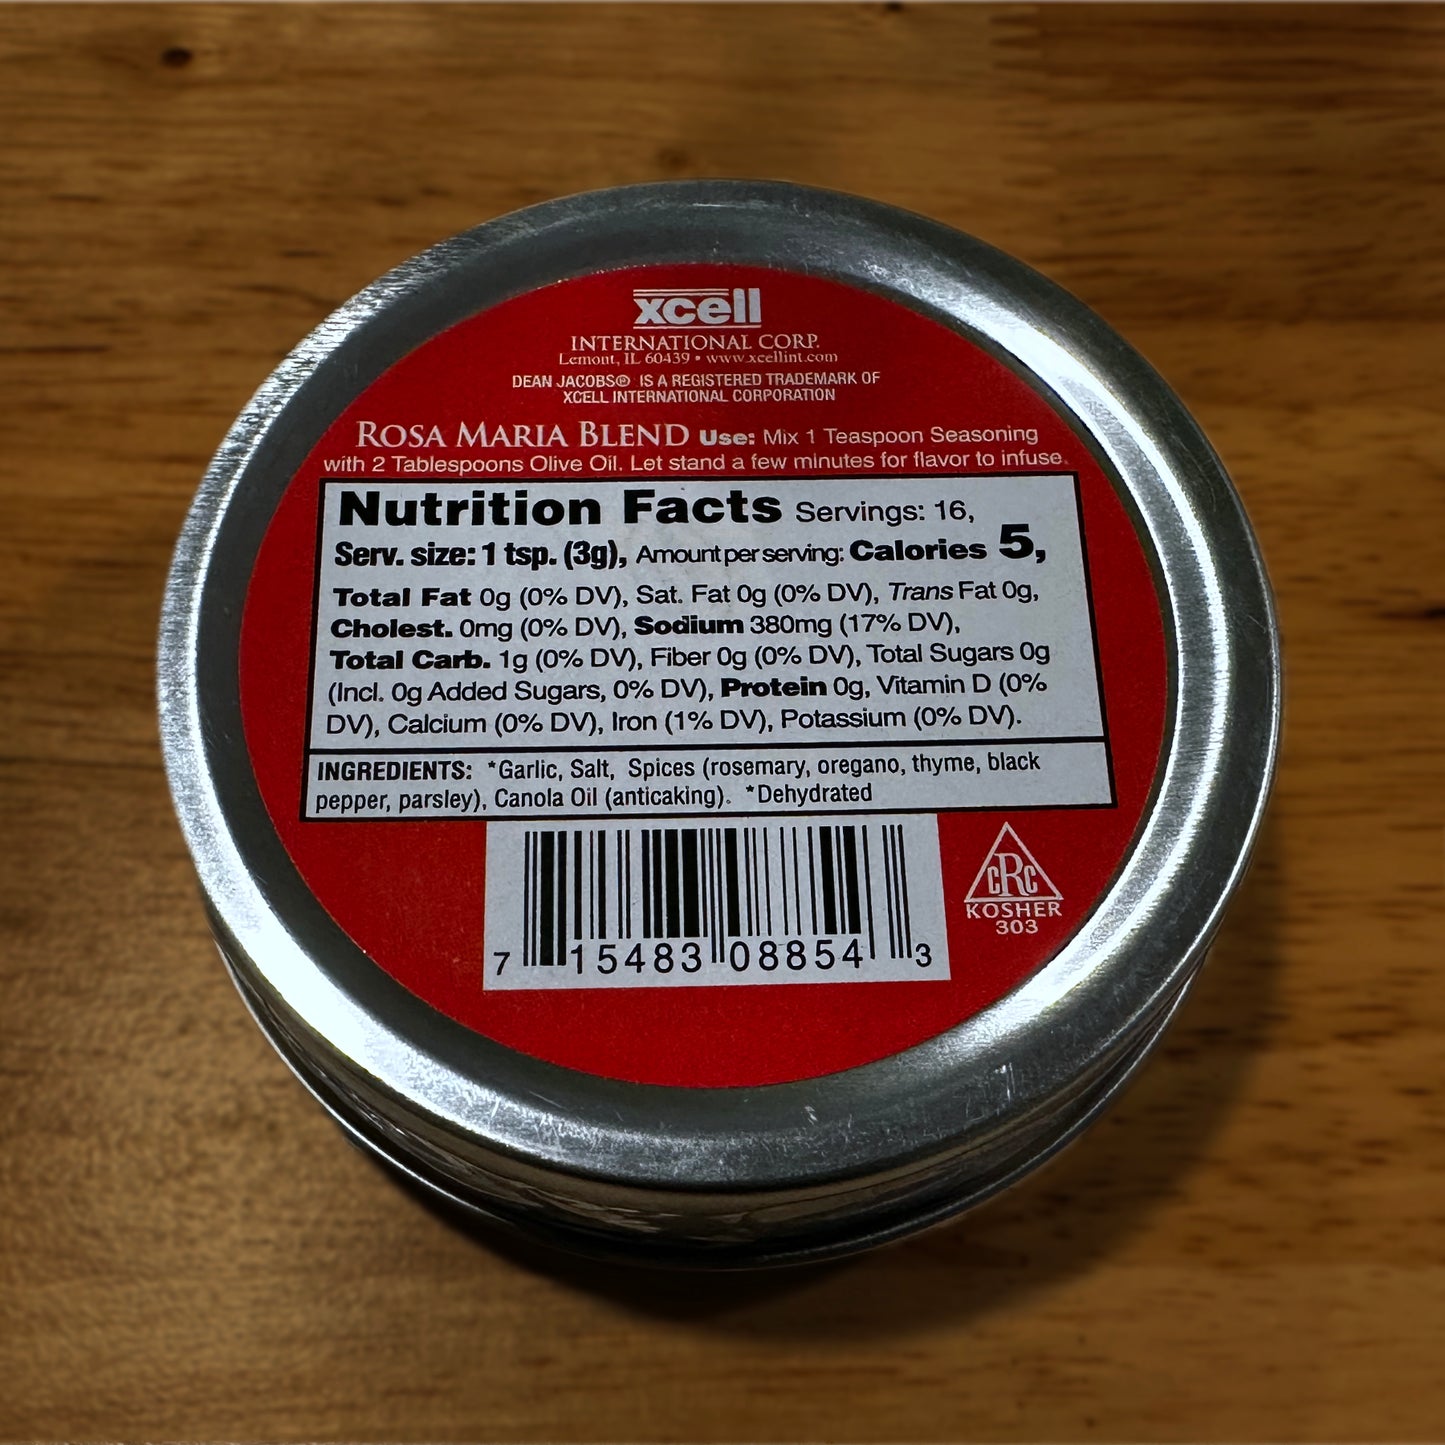 xcell
INTERNATIONAL CORP.
Lemont, IL 60439 • www.xcellint.com
DEAN JACOBS® IS A REGISTERED TRADEMARK OF
XCELL INTERNATIONAL CORPORATION
ROSA MARIA BLEND Use: Mix 1 Teaspoon Seasoning
with 2 Tablespoons Olive Oil. Let stand a few minutes for flavor to infuse.
Nutrition Facts Servings: 16,
Serv. size: 1 tsp. (3g), Amount per serving: Calories 5,
Total Fat 0g (0% DV), Sat. Fat 0g (0% DV), Trans Fat 0g,
Cholest. 0mg (0% DV), Sodium 380mg (17% DV),
Total Carb. 1g (0% DV), Fiber 0g (0% DV), Total Sugars 0g
(Incl. 0g Added Sugars, 0% DV), Protein 0g, Vitamin D (0%
DV), Calcium (0% DV), Iron (1% DV), Potassium (0% DV).
INGREDIENTS: *Garlic, Salt, Spices (rosemary, oregano, thyme, black
pepper, parsley), Canola Oil (anticaking). *Dehydrated
7 15483 08854 3
cRc
KOSHER
303